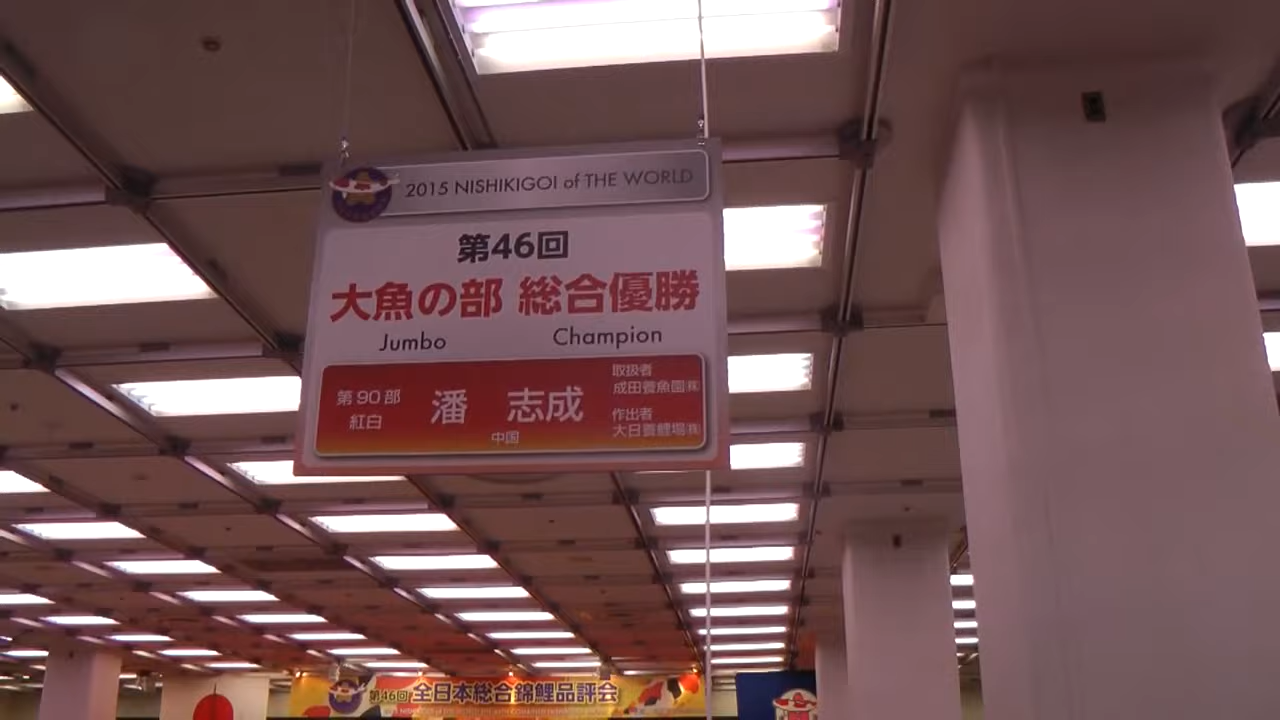 2015 NISHIKIGOI of THE WORLD
第46回
大魚の部 総合優勝
Jumbo Champion
第90部 紅白
潘 志成
中国
取扱者
成田養魚園㈱
作出者
大日養鯉場㈱
第46回 全日本総合錦鯉品評会